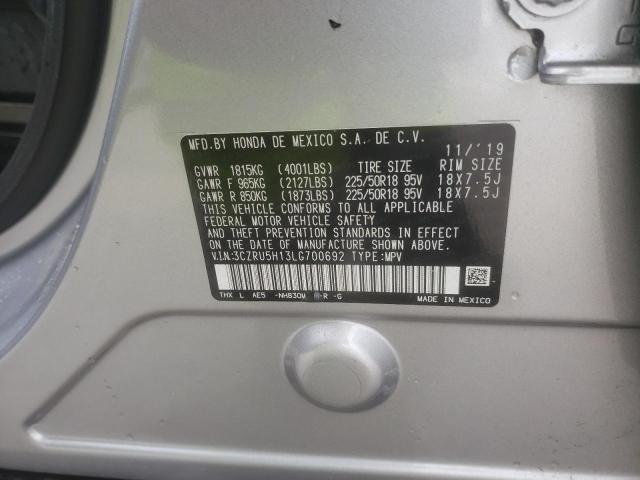 MFD.BY HONDA DE MEXICO S.A. DE C.V.
11/'19
GVWR 1815KG (4001LBS) TIRE SIZE RIM SIZE
GAWR F 965KG (2127LBS) 225/50R18 95V 18X7.5J
GAWR R 850KG (1873LBS) 225/50R18 95V 18X7.5J
THIS VEHICLE CONFORMS TO ALL APPLICABLE
FEDERAL MOTOR VEHICLE SAFETY
AND THEFT PREVENTION STANDARDS IN EFFECT
ON THE DATE OF MANUFACTURE SHOWN ABOVE.
V.I.N:3CZRU5H13LG700692 TYPE:MPV
THX L AE5 -NH830M -R -G
MADE IN MEXICO